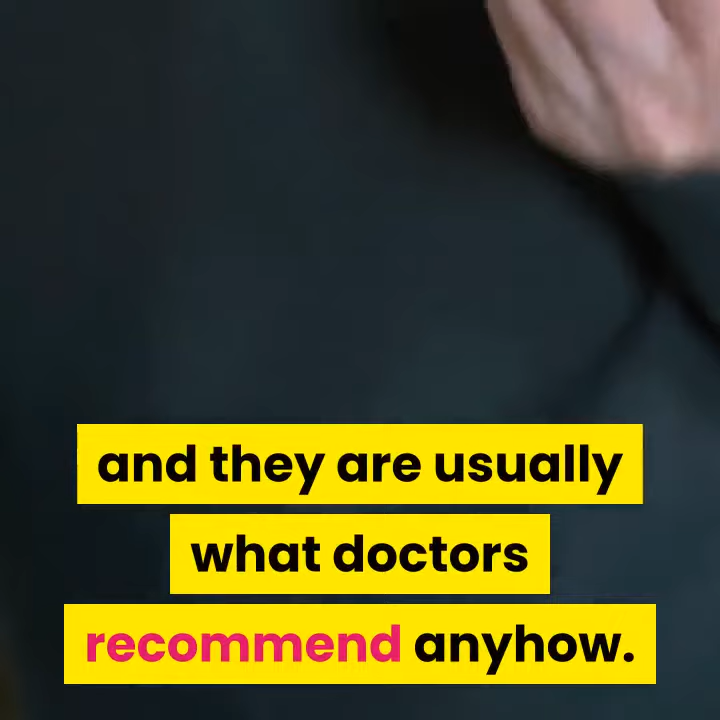 and they are usually
what doctors
recommend anyhow.